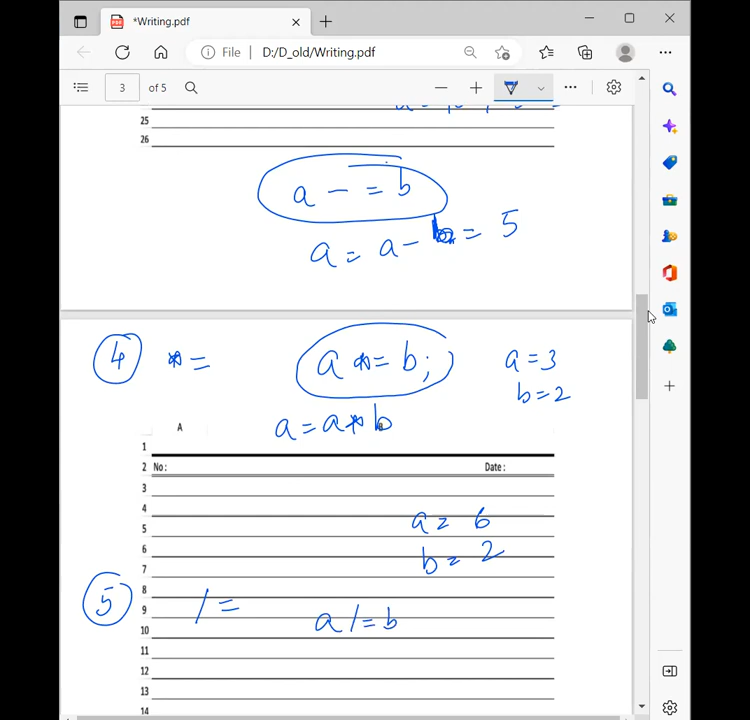 *Writing.pdf
File D:/D_old/Writing.pdf
3 of 5
25
26
a - = b
a = a - b = 5
4 *= a *= b; a = 3
b = 2
a = a * b
A B
1
2 No : Date :
3
4
a = 6
5
6
b = 2
7
8
5 /=
9
a /= b
10
11
12
13
14